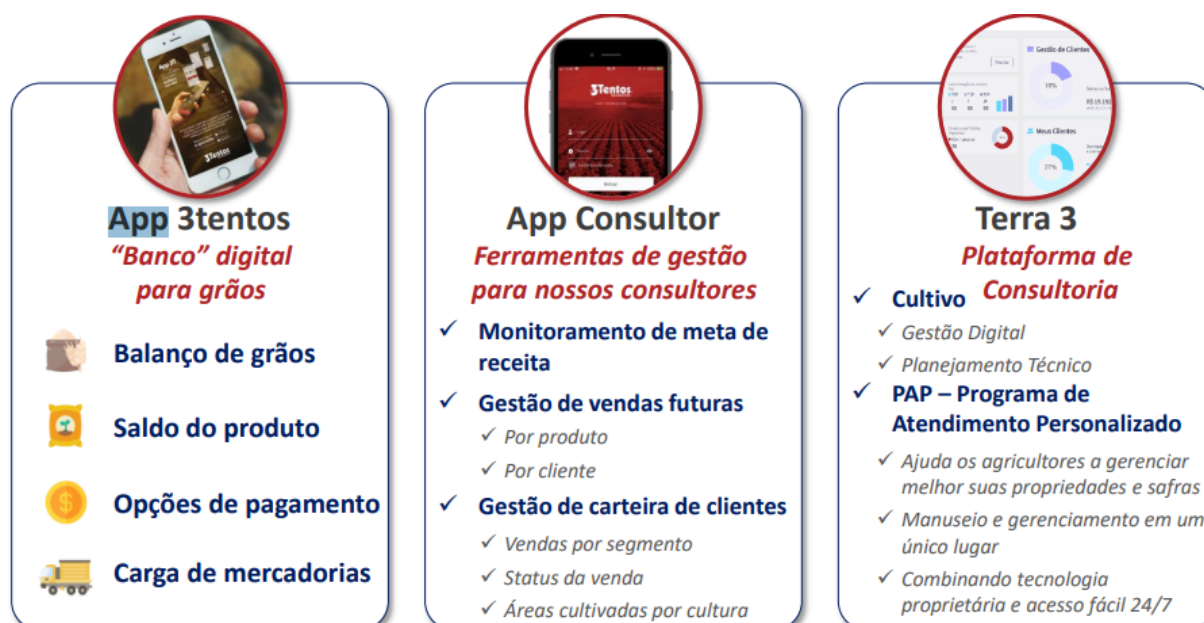 App 3T
3Tentos
App 3tentos
“Banco” digital
para grãos
Balanço de grãos
Saldo do produto
Opções de pagamento
Carga de mercadorias
3Tentos
App Consultor
Ferramentas de gestão
para nossos consultores
✓ Monitoramento de meta de
receita
✓ Gestão de vendas futuras
✓ Por produto
✓ Por cliente
✓ Gestão de carteira de clientes
✓ Vendas por segmento
✓ Status da venda
✓ Áreas cultivadas por cultura
Gestão de Clientes
Meus Clientes
27%
Terra 3
Plataforma de
Consultoria
✓ Cultivo
✓ Gestão Digital
✓ Planejamento Técnico
✓ PAP – Programa de
Atendimento Personalizado
✓ Ajuda os agricultores a gerenciar
melhor suas propriedades e safras
✓ Manuseio e gerenciamento em um
único lugar
✓ Combinando tecnologia
proprietária e acesso fácil 24/7